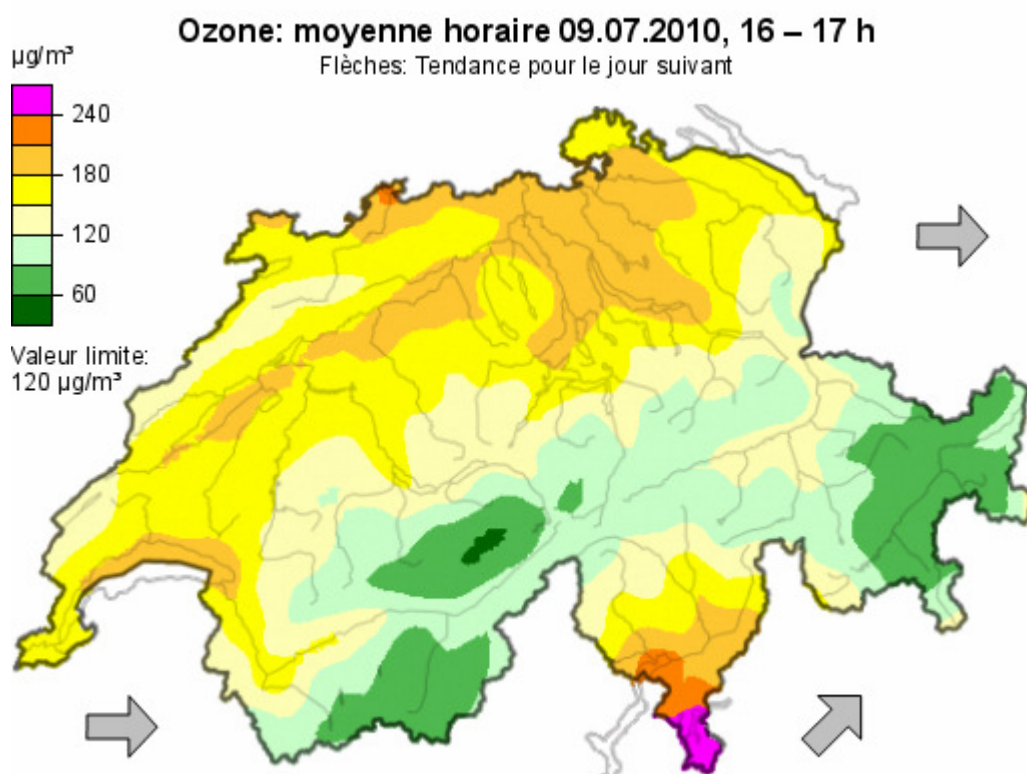 Ozone: moyenne horaire 09.07.2010, 16 – 17 h
Flèches: Tendance pour le jour suivant
µg/m³
240
180
120
60
Valeur limite:
120 µg/m³